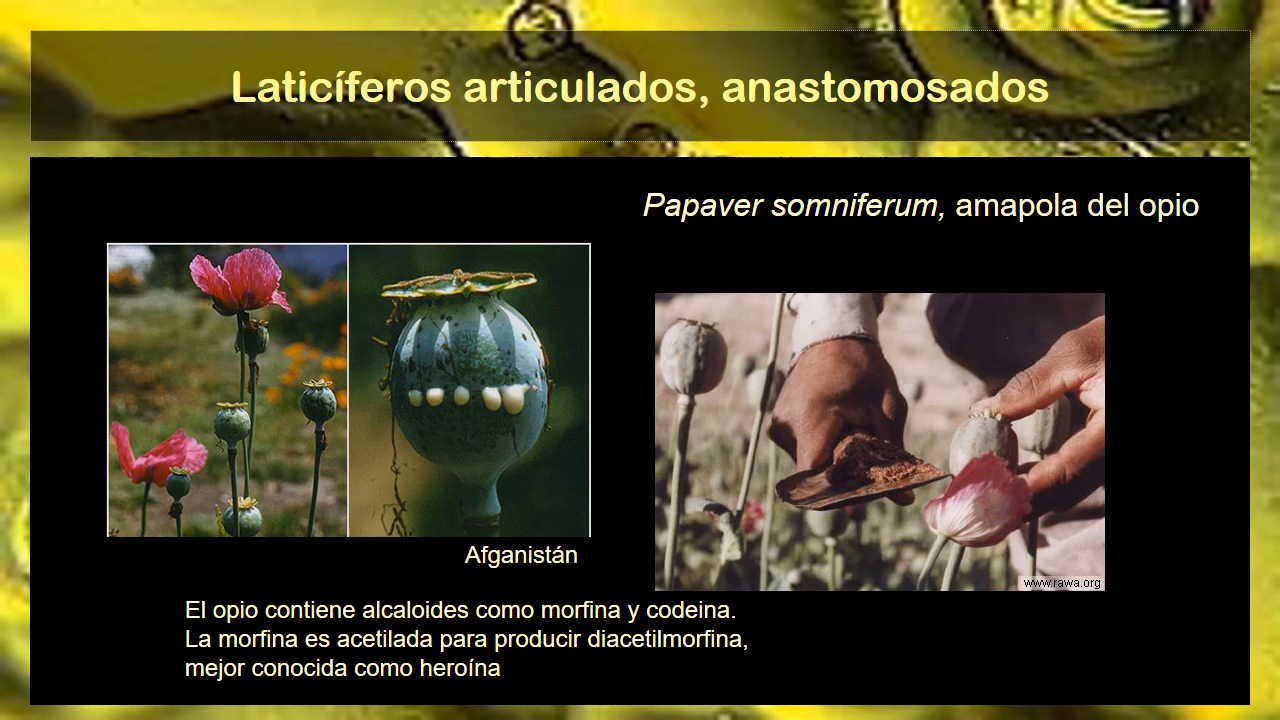 Laticíferos articulados, anastomosados
Papaver somniferum, amapola del opio
Afganistán
www.rawa.org
El opio contiene alcaloides como morfina y codeina.
La morfina es acetilada para producir diacetilmorfina,
mejor conocida como heroína